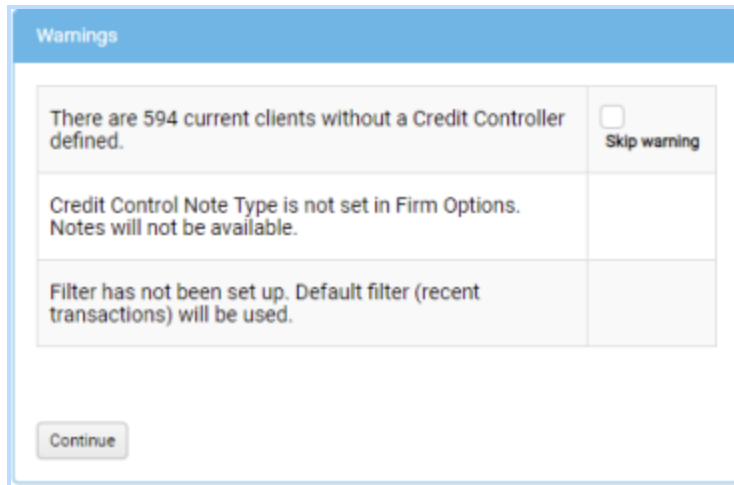 Warnings
There are 594 current clients without a Credit Controller
defined.
Skip warning
Credit Control Note Type is not set in Firm Options.
Notes will not be available.
Filter has not been set up. Default filter (recent
transactions) will be used.
Continue